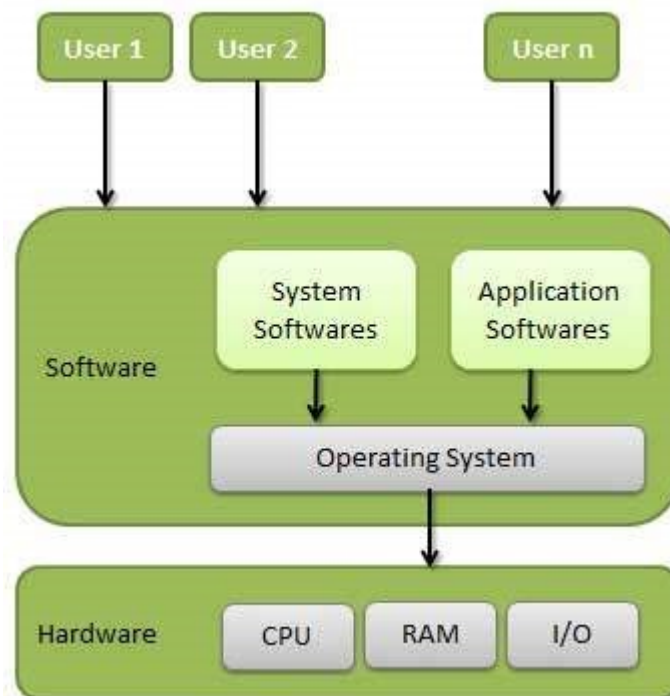 User 1
User 2
User n
System
Softwares
Application
Softwares
Software
Operating System
Hardware
CPU
RAM
I/O